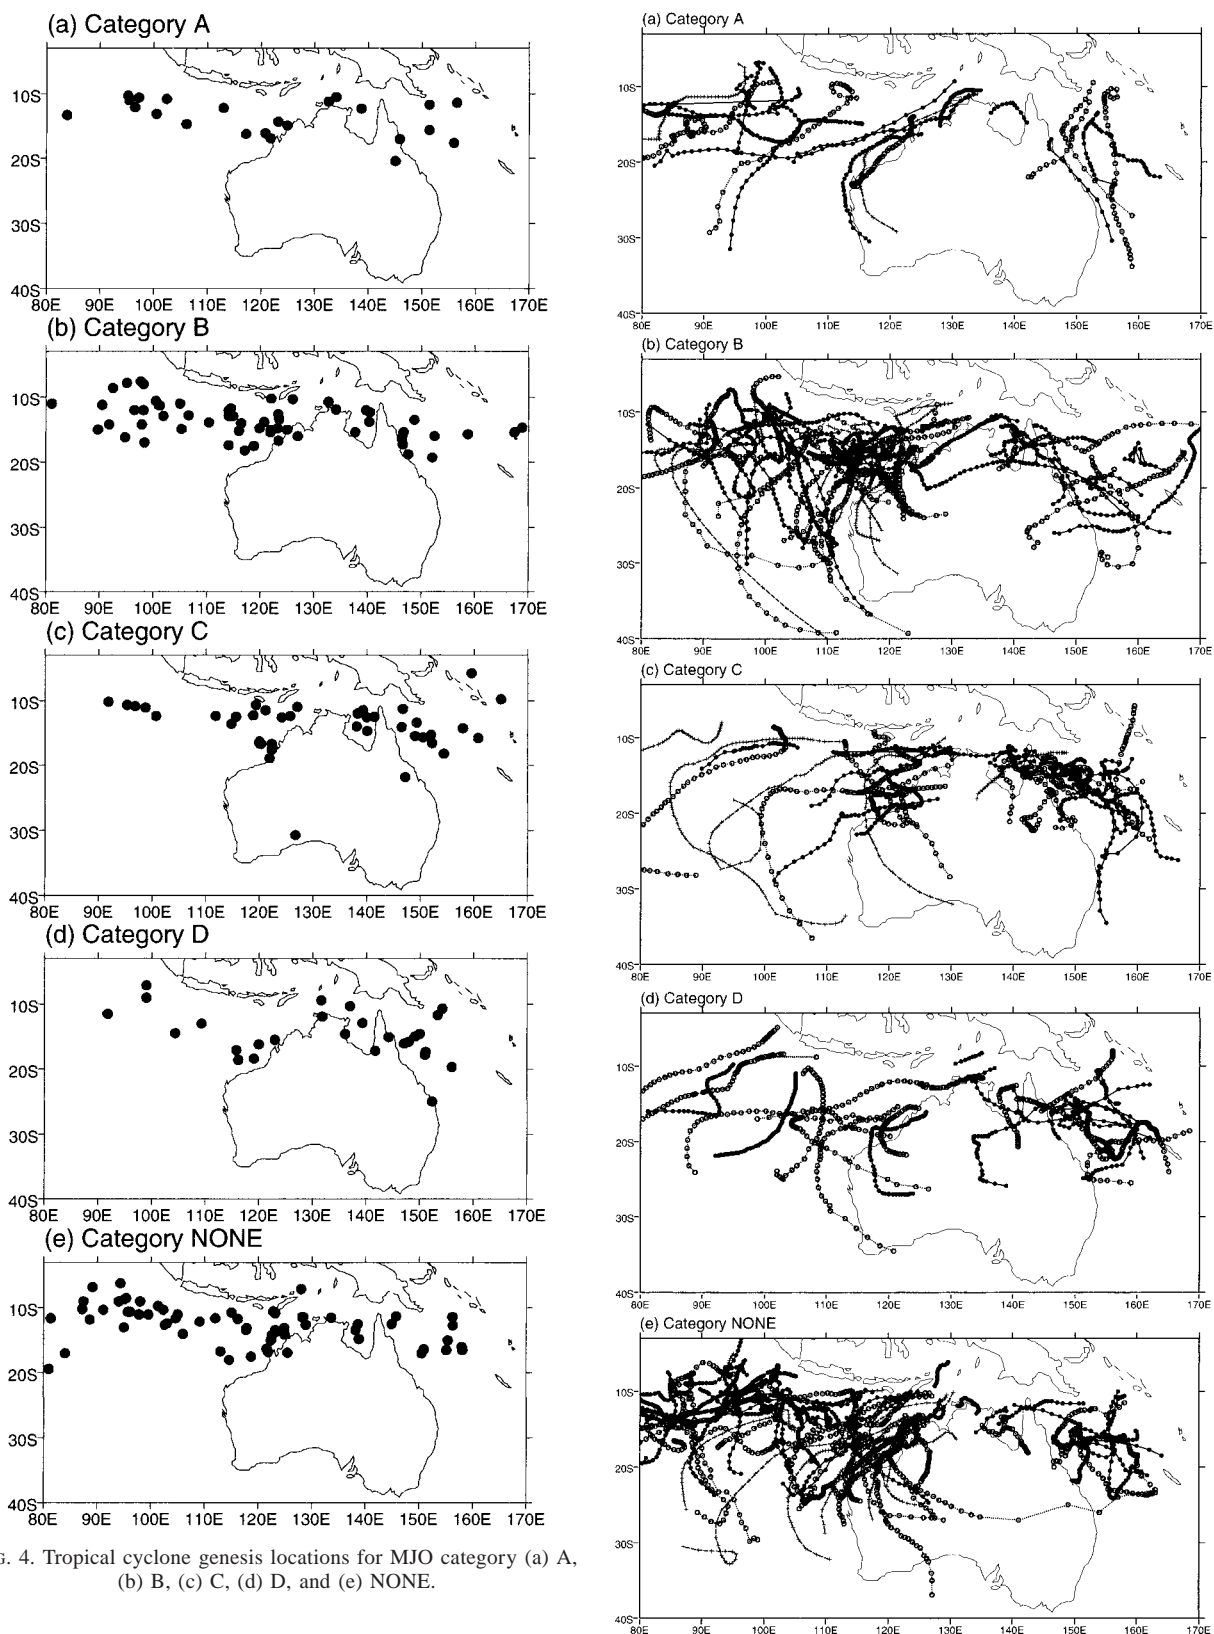 (a) Category A
10S
20S
30S
40S
80E 90E 100E 110E 120E 130E 140E 150E 160E 170E
(b) Category B
10S
20S
30S
40S
80E 90E 100E 110E 120E 130E 140E 150E 160E 170E
(c) Category C
10S
20S
30S
40S
80E 90E 100E 110E 120E 130E 140E 150E 160E 170E
(d) Category D
10S
20S
30S
40S
80E 90E 100E 110E 120E 130E 140E 150E 160E 170E
(e) Category NONE
10S
20S
30S
40S
80E 90E 100E 110E 120E 130E 140E 150E 160E 170E
G. 4. Tropical cyclone genesis locations for MJO category (a) A,
(b) B, (c) C, (d) D, and (e) NONE.
(a) Category A
10S
20S
30S
40S
80E 90E 100E 110E 120E 130E 140E 150E 160E 170E
(b) Category B
10S
20S
30S
40S
80E 90E 100E 110E 120E 130E 140E 150E 160E 170E
(c) Category C
10S
20S
30S
40S
80E 90E 100E 110E 120E 130E 140E 150E 160E 170E
(d) Category D
10S
20S
30S
40S
80E 90E 100E 110E 120E 130E 140E 150E 160E 170E
(e) Category NONE
10S
20S
30S
40S
80E 90E 100E 110E 120E 130E 140E 150E 160E 170E